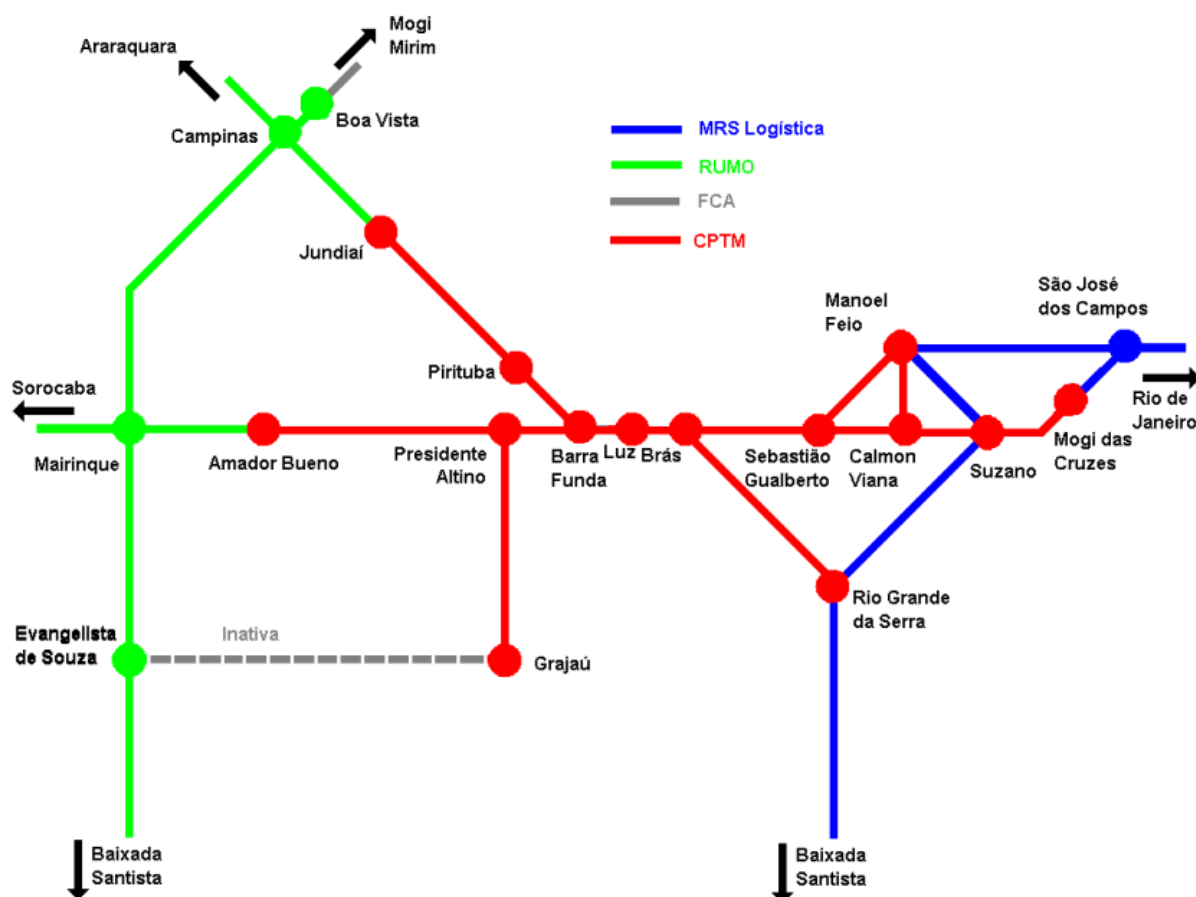 Mogi
Mirim
Araraquara
Boa Vista
Campinas
MRS Logística
RUMO
FCA
CPTM
Jundiaí
Manoel
Feio
São José
dos Campos
Pirituba
Sorocaba
Rio de
Janeiro
Mairinque
Amador Bueno
Presidente
Altino
Barra
Funda
Luz
Brás
Sebastião
Gualberto
Calmon
Viana
Suzano
Mogi das
Cruzes
Rio Grande
da Serra
Evangelista
de Souza
Inativa
Grajaú
Baixada
Santista
Baixada
Santista